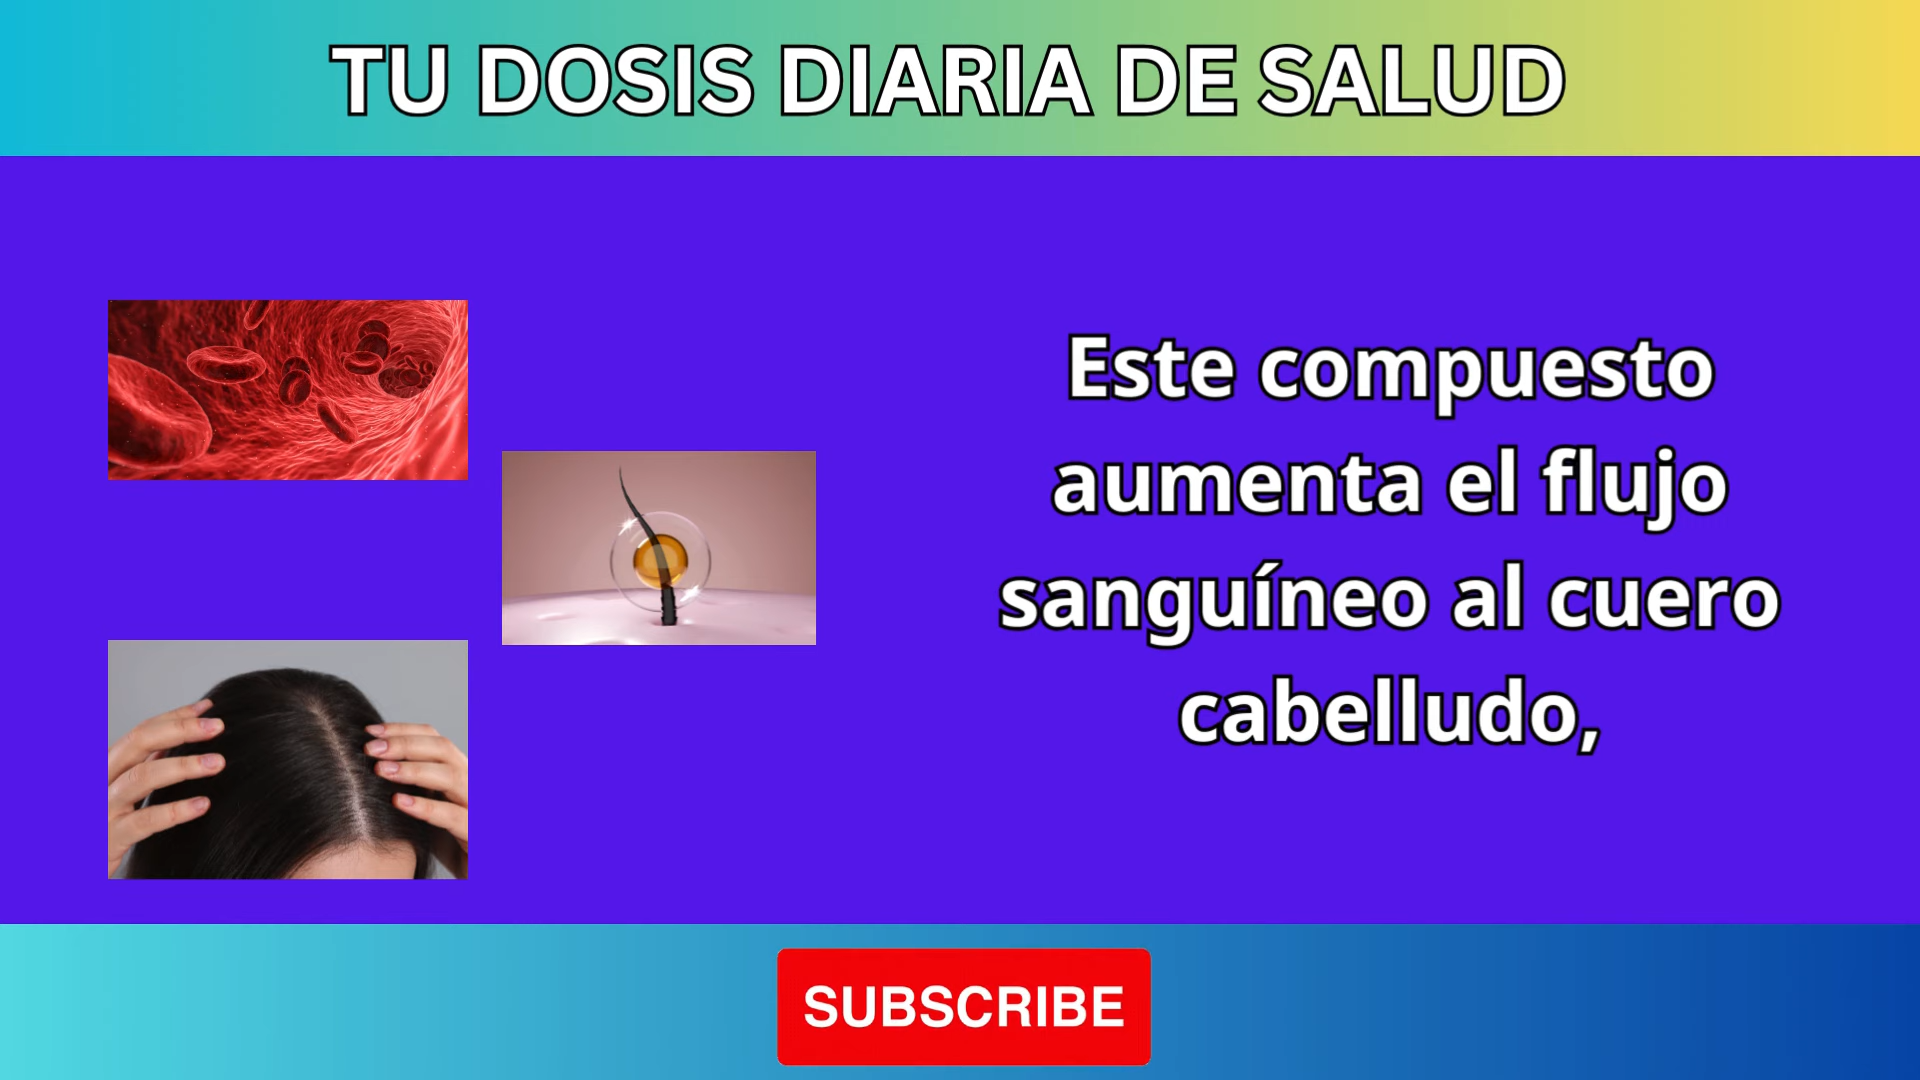 TU DOSIS DIARIA DE SALUD
Este compuesto
aumenta el flujo
sanguíneo al cuero
cabelludo,
SUBSCRIBE